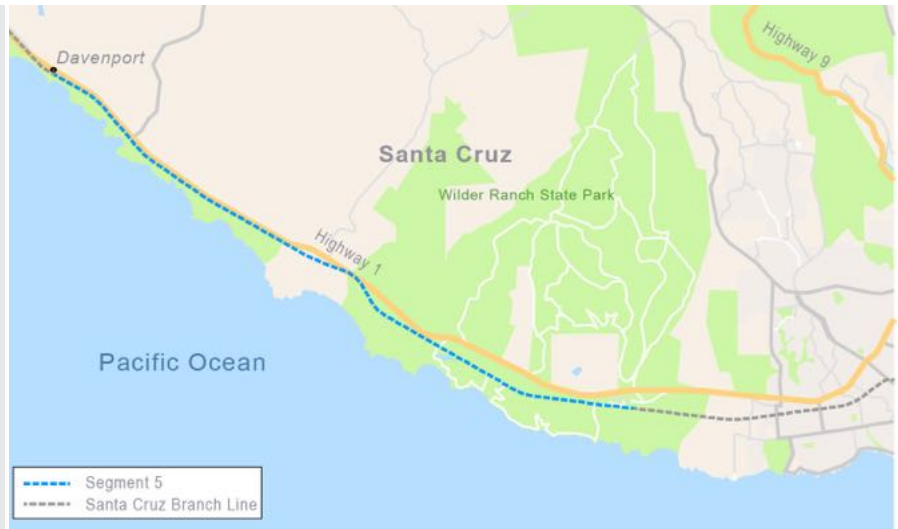 Davenport
Highway 9
Santa Cruz
Wilder Ranch State Park
Highway 1
Pacific Ocean
Segment 5
Santa Cruz Branch Line